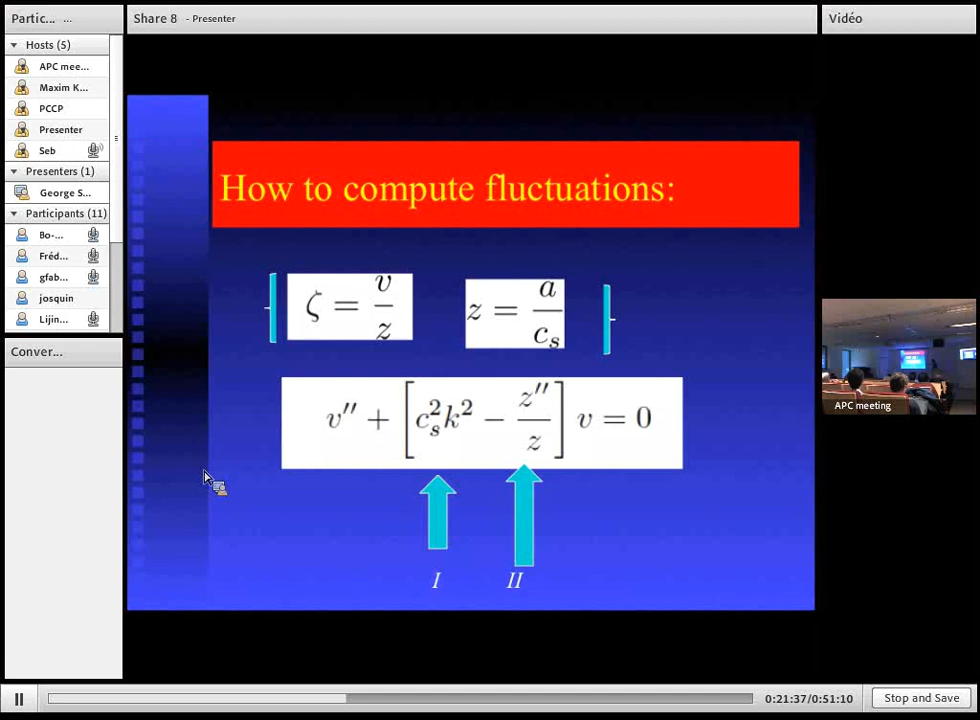 Partic... ...
Share 8 - Presenter
Vidéo
Hosts (5)
APC mee...
Maxim K...
PCCP
Presenter
Seb
Presenters (1)
George S...
Participants (11)
Bo-...
Fréd...
gfab...
josquin
Lijin...
Conver...
How to compute fluctuations:
ζ = v/z
z = a/c_s
v'' + [c_s^2 k^2 − z''/z] v = 0
I II
APC meeting
0:21:37/0:51:10
Stop and Save